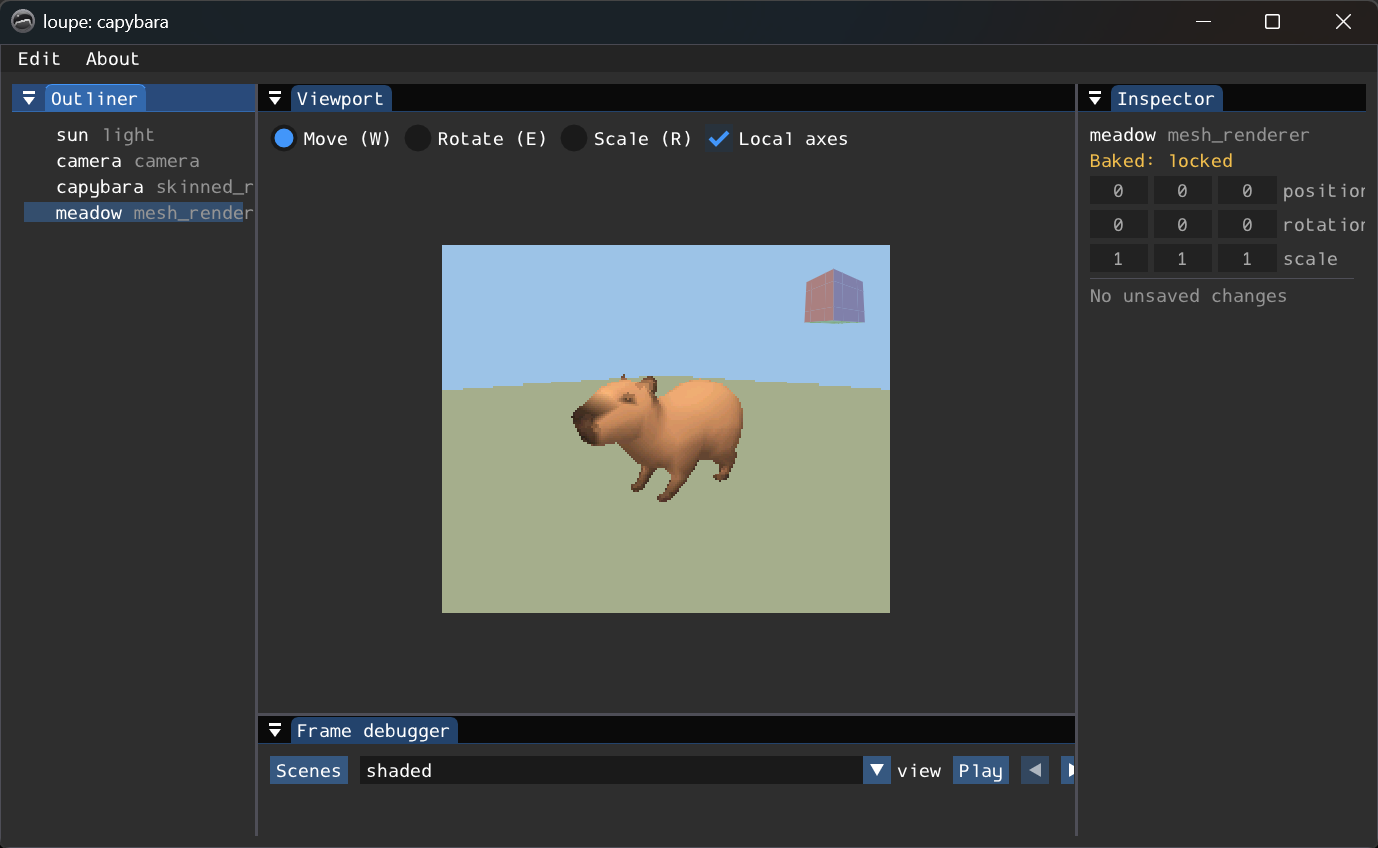 loupe: capybara
Edit About
Outliner
sun light
camera camera
capybara skinned_r
meadow mesh_render
Viewport
Move (W) Rotate (E) Scale (R) Local axes
Frame debugger
Scenes shaded view Play
Inspector
meadow mesh_renderer
Baked: locked
0 0 0 position
0 0 0 rotation
1 1 1 scale
No unsaved changes